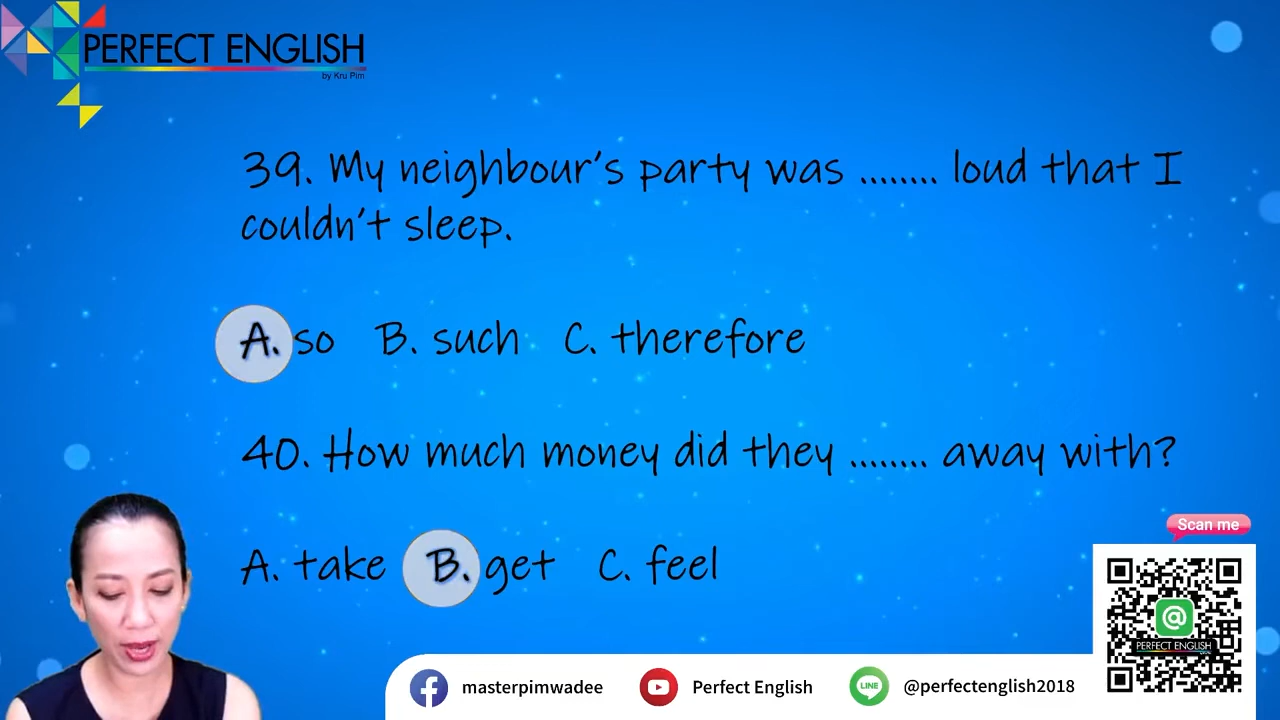 PERFECT ENGLISH
by Kru Pim
39. My neighbour's party was ........ loud that I
couldn't sleep.
A. so B. such C. therefore
40. How much money did they ........ away with?
A. take B. get C. feel
Scan me
@
PERFECT ENGLISH
masterpimwadee Perfect English LINE @perfectenglish2018